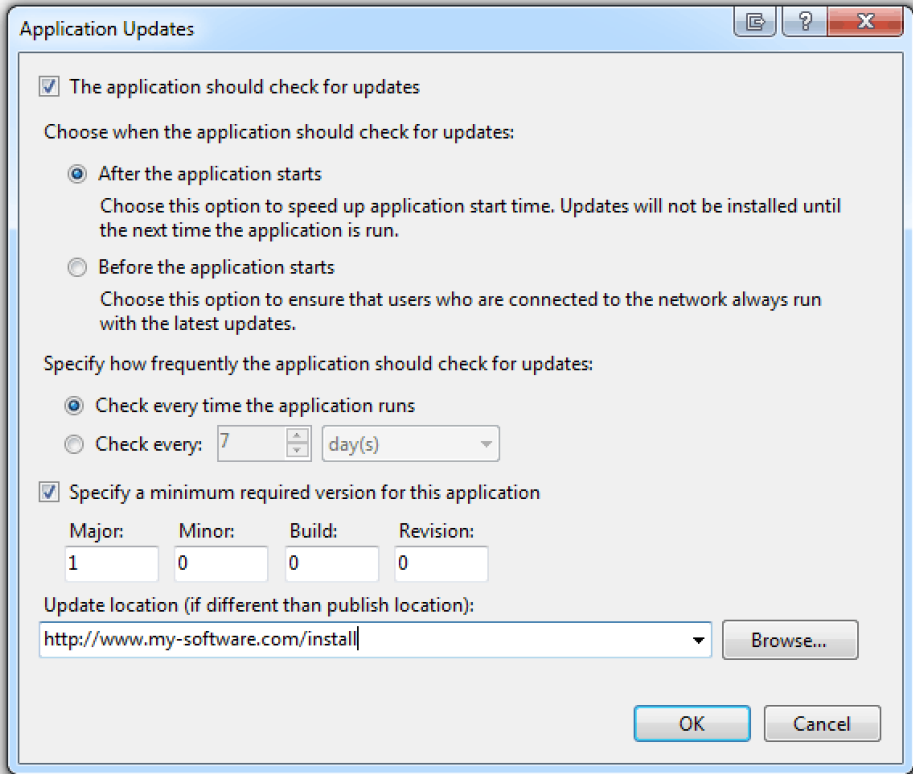 Application Updates
?
The application should check for updates
Choose when the application should check for updates:
After the application starts
Choose this option to speed up application start time. Updates will not be installed until
the next time the application is run.
Before the application starts
Choose this option to ensure that users who are connected to the network always run
with the latest updates.
Specify how frequently the application should check for updates:
Check every time the application runs
Check every: 7 day(s)
Specify a minimum required version for this application
Major: Minor: Build: Revision:
1 0 0 0
Update location (if different than publish location):
http://www.my-software.com/install Browse...
OK Cancel